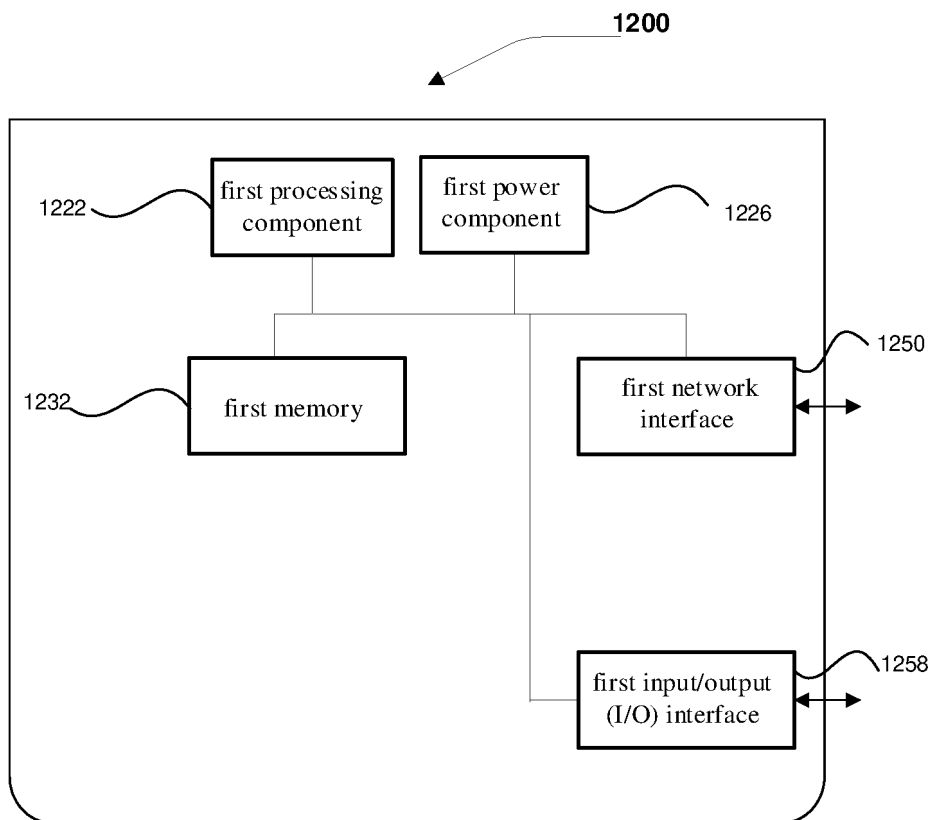 1200
first processing
component
first power
component
1222
1226
first memory
1232
first network
interface
1250
first input/output
(I/O) interface
1258